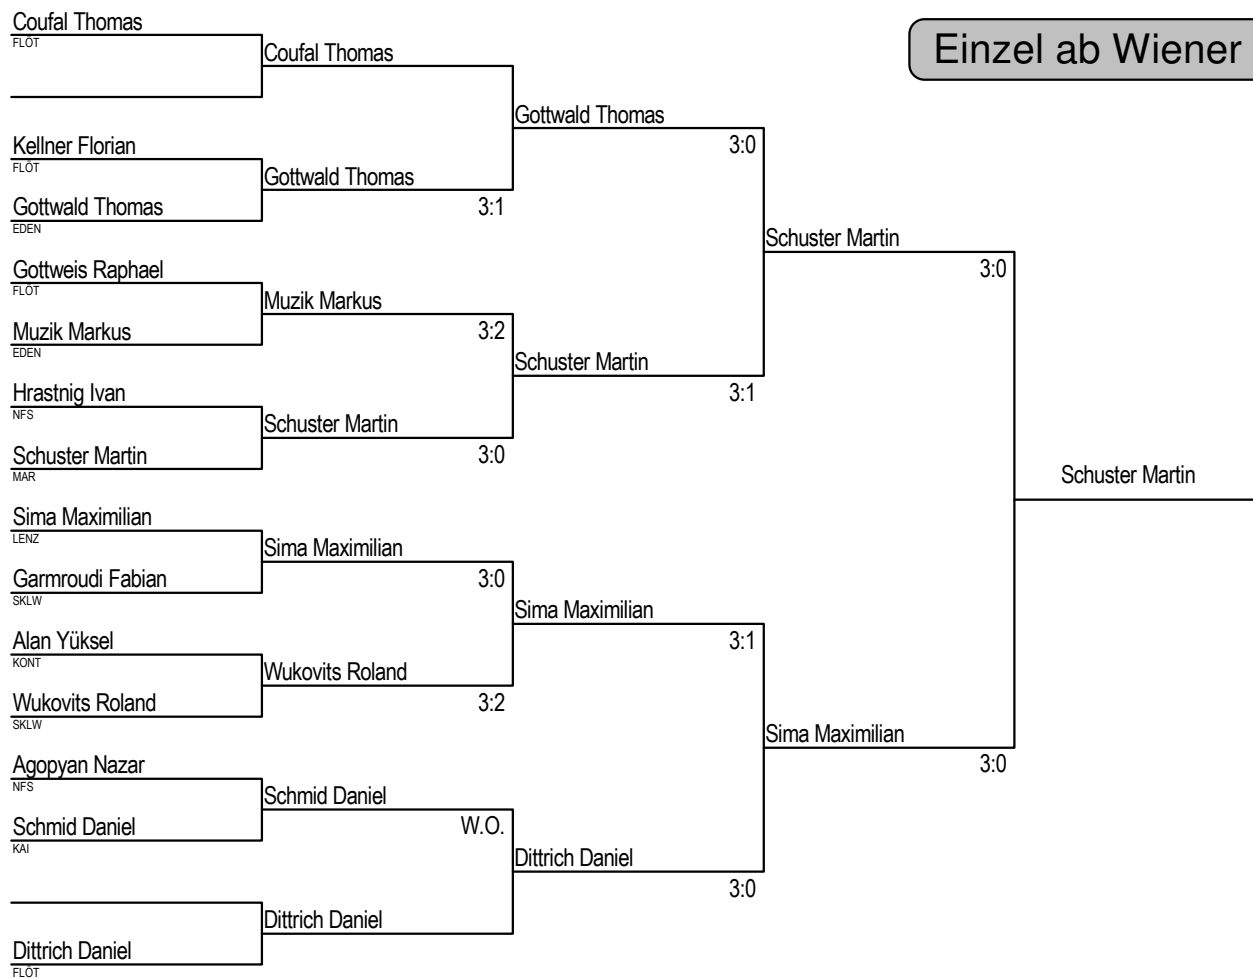 Einzel ab Wiener
Coufal Thomas
FLÖT
Kellner Florian
FLÖT
Gottwald Thomas
EDEN
Gottweis Raphael
FLÖT
Muzik Markus
EDEN
Hrastnig Ivan
NFS
Schuster Martin
MAR
Sima Maximilian
LENZ
Garmroudi Fabian
SKLW
Alan Yüksel
KONT
Wukovits Roland
SKLW
Agopyan Nazar
NFS
Schmid Daniel
KAI
Dittrich Daniel
FLÖT
Coufal Thomas
Gottwald Thomas
3:1
Muzik Markus
3:2
Schuster Martin
3:0
Sima Maximilian
3:0
Wukovits Roland
3:2
Schmid Daniel
W.O.
Dittrich Daniel
Gottwald Thomas
3:0
Schuster Martin
3:1
Sima Maximilian
3:1
Dittrich Daniel
3:0
Schuster Martin
3:0
Sima Maximilian
3:0
Schuster Martin